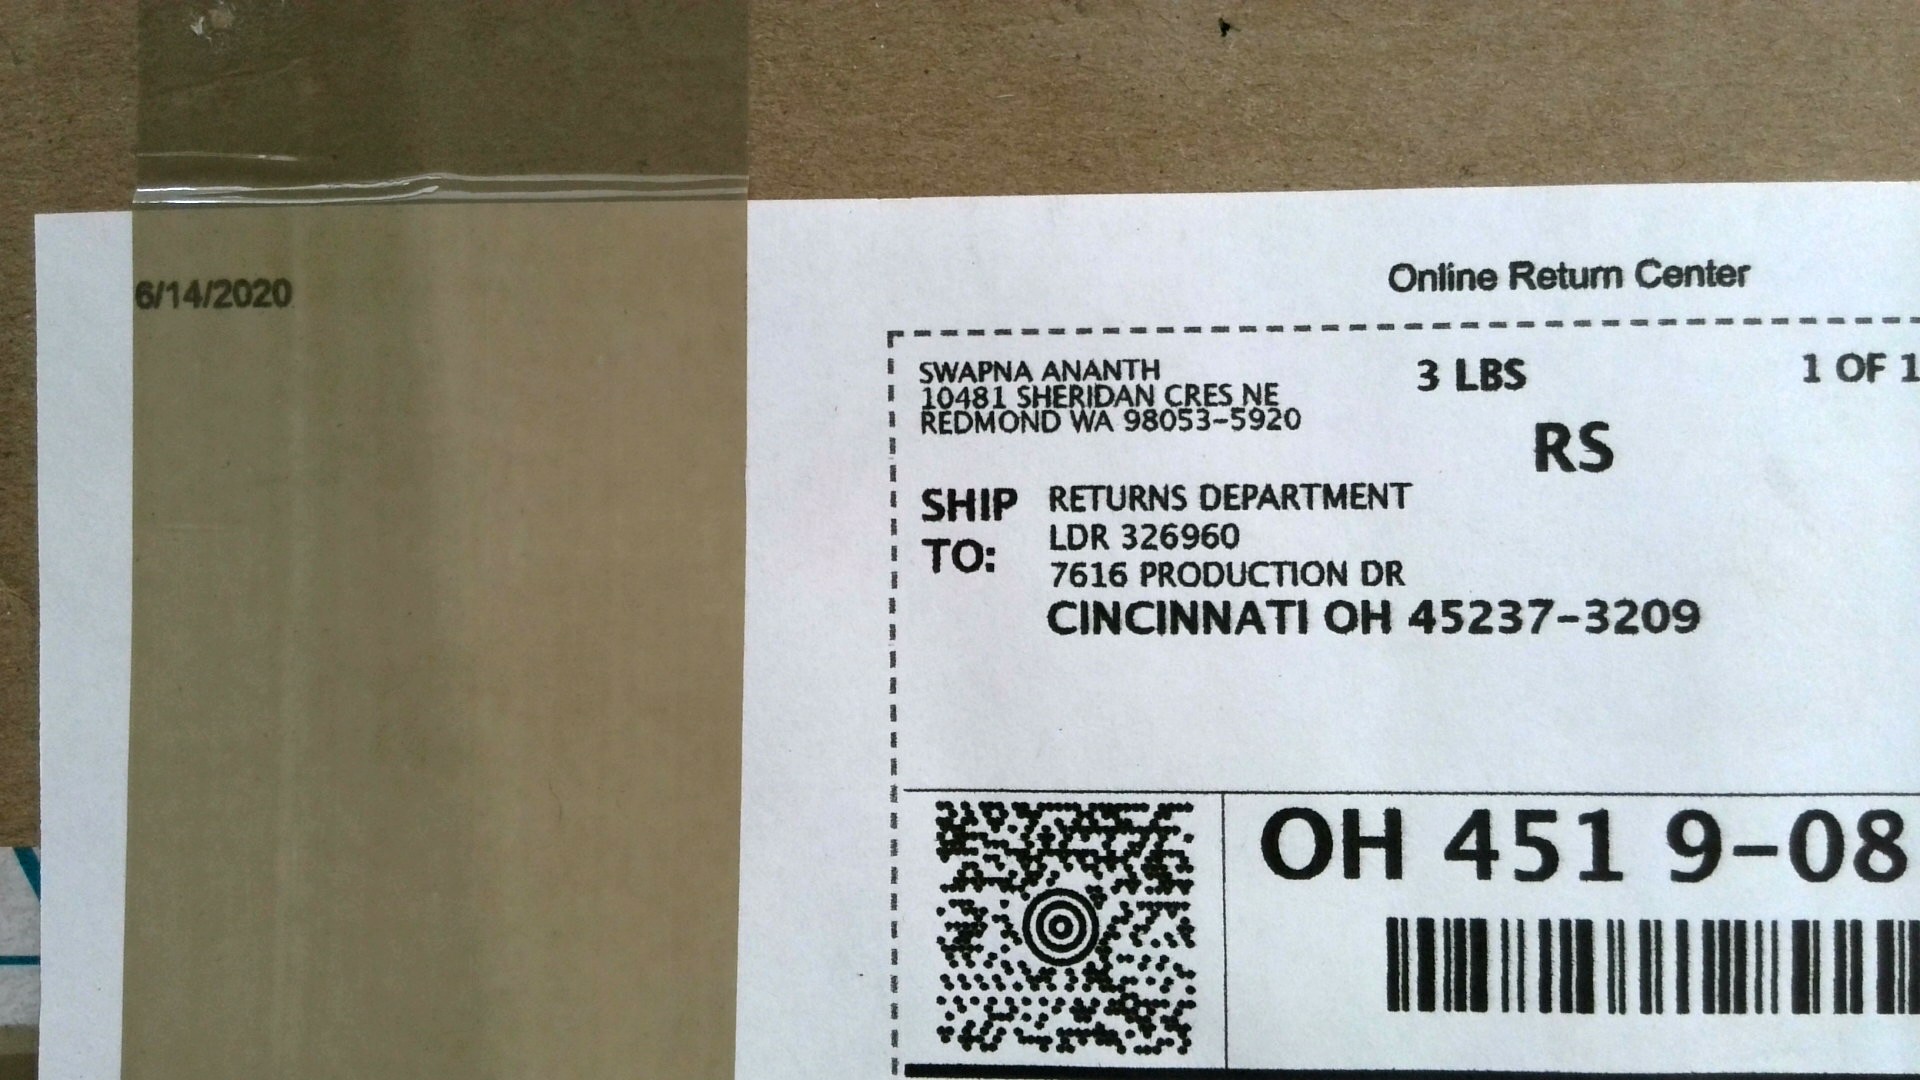 6/14/2020
Online Return Center
SWAPNA ANANTH
10481 SHERIDAN CRES NE
REDMOND WA 98053-5920
3 LBS
1 OF 1
RS
SHIP TO:
RETURNS DEPARTMENT
LDR 326960
7616 PRODUCTION DR
CINCINNATI OH 45237-3209
OH 451 9-08